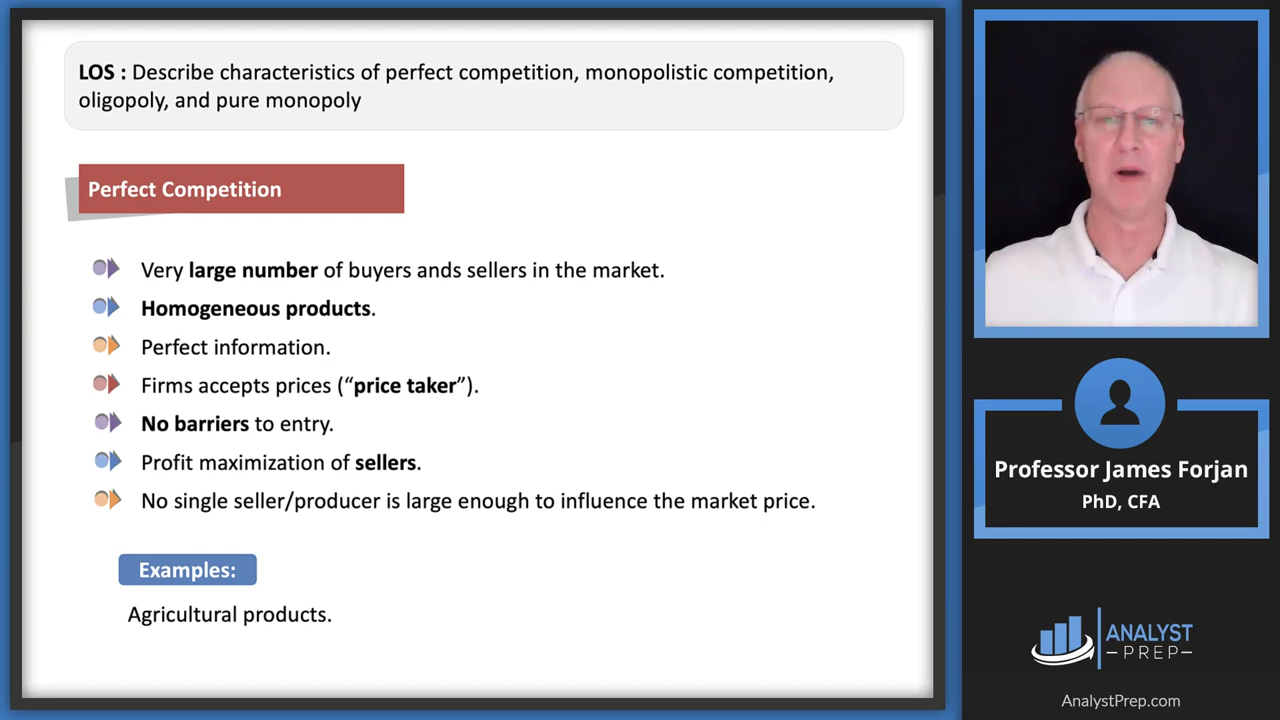 LOS : Describe characteristics of perfect competition, monopolistic competition,
oligopoly, and pure monopoly
Perfect Competition
Very large number of buyers ands sellers in the market.
Homogeneous products.
Perfect information.
Firms accepts prices (“price taker”).
No barriers to entry.
Profit maximization of sellers.
No single seller/producer is large enough to influence the market price.
Examples:
Agricultural products.
Professor James Forjan
PhD, CFA
ANALYST
–PREP–
AnalystPrep.com